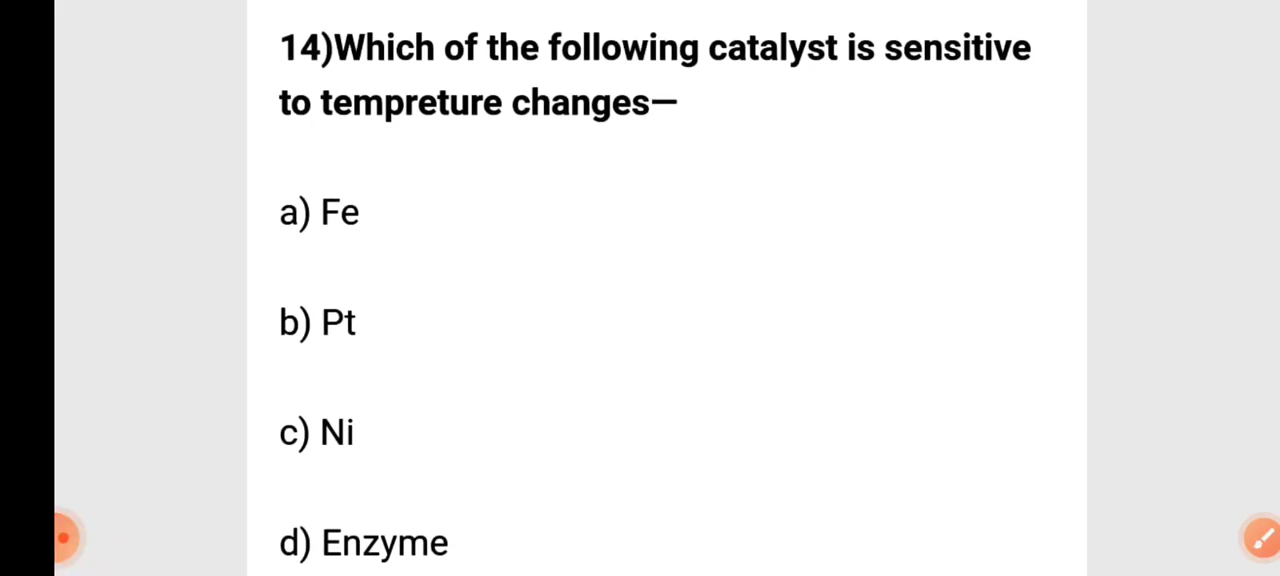 14)Which of the following catalyst is sensitive
to tempreture changes—
a) Fe
b) Pt
c) Ni
d) Enzyme